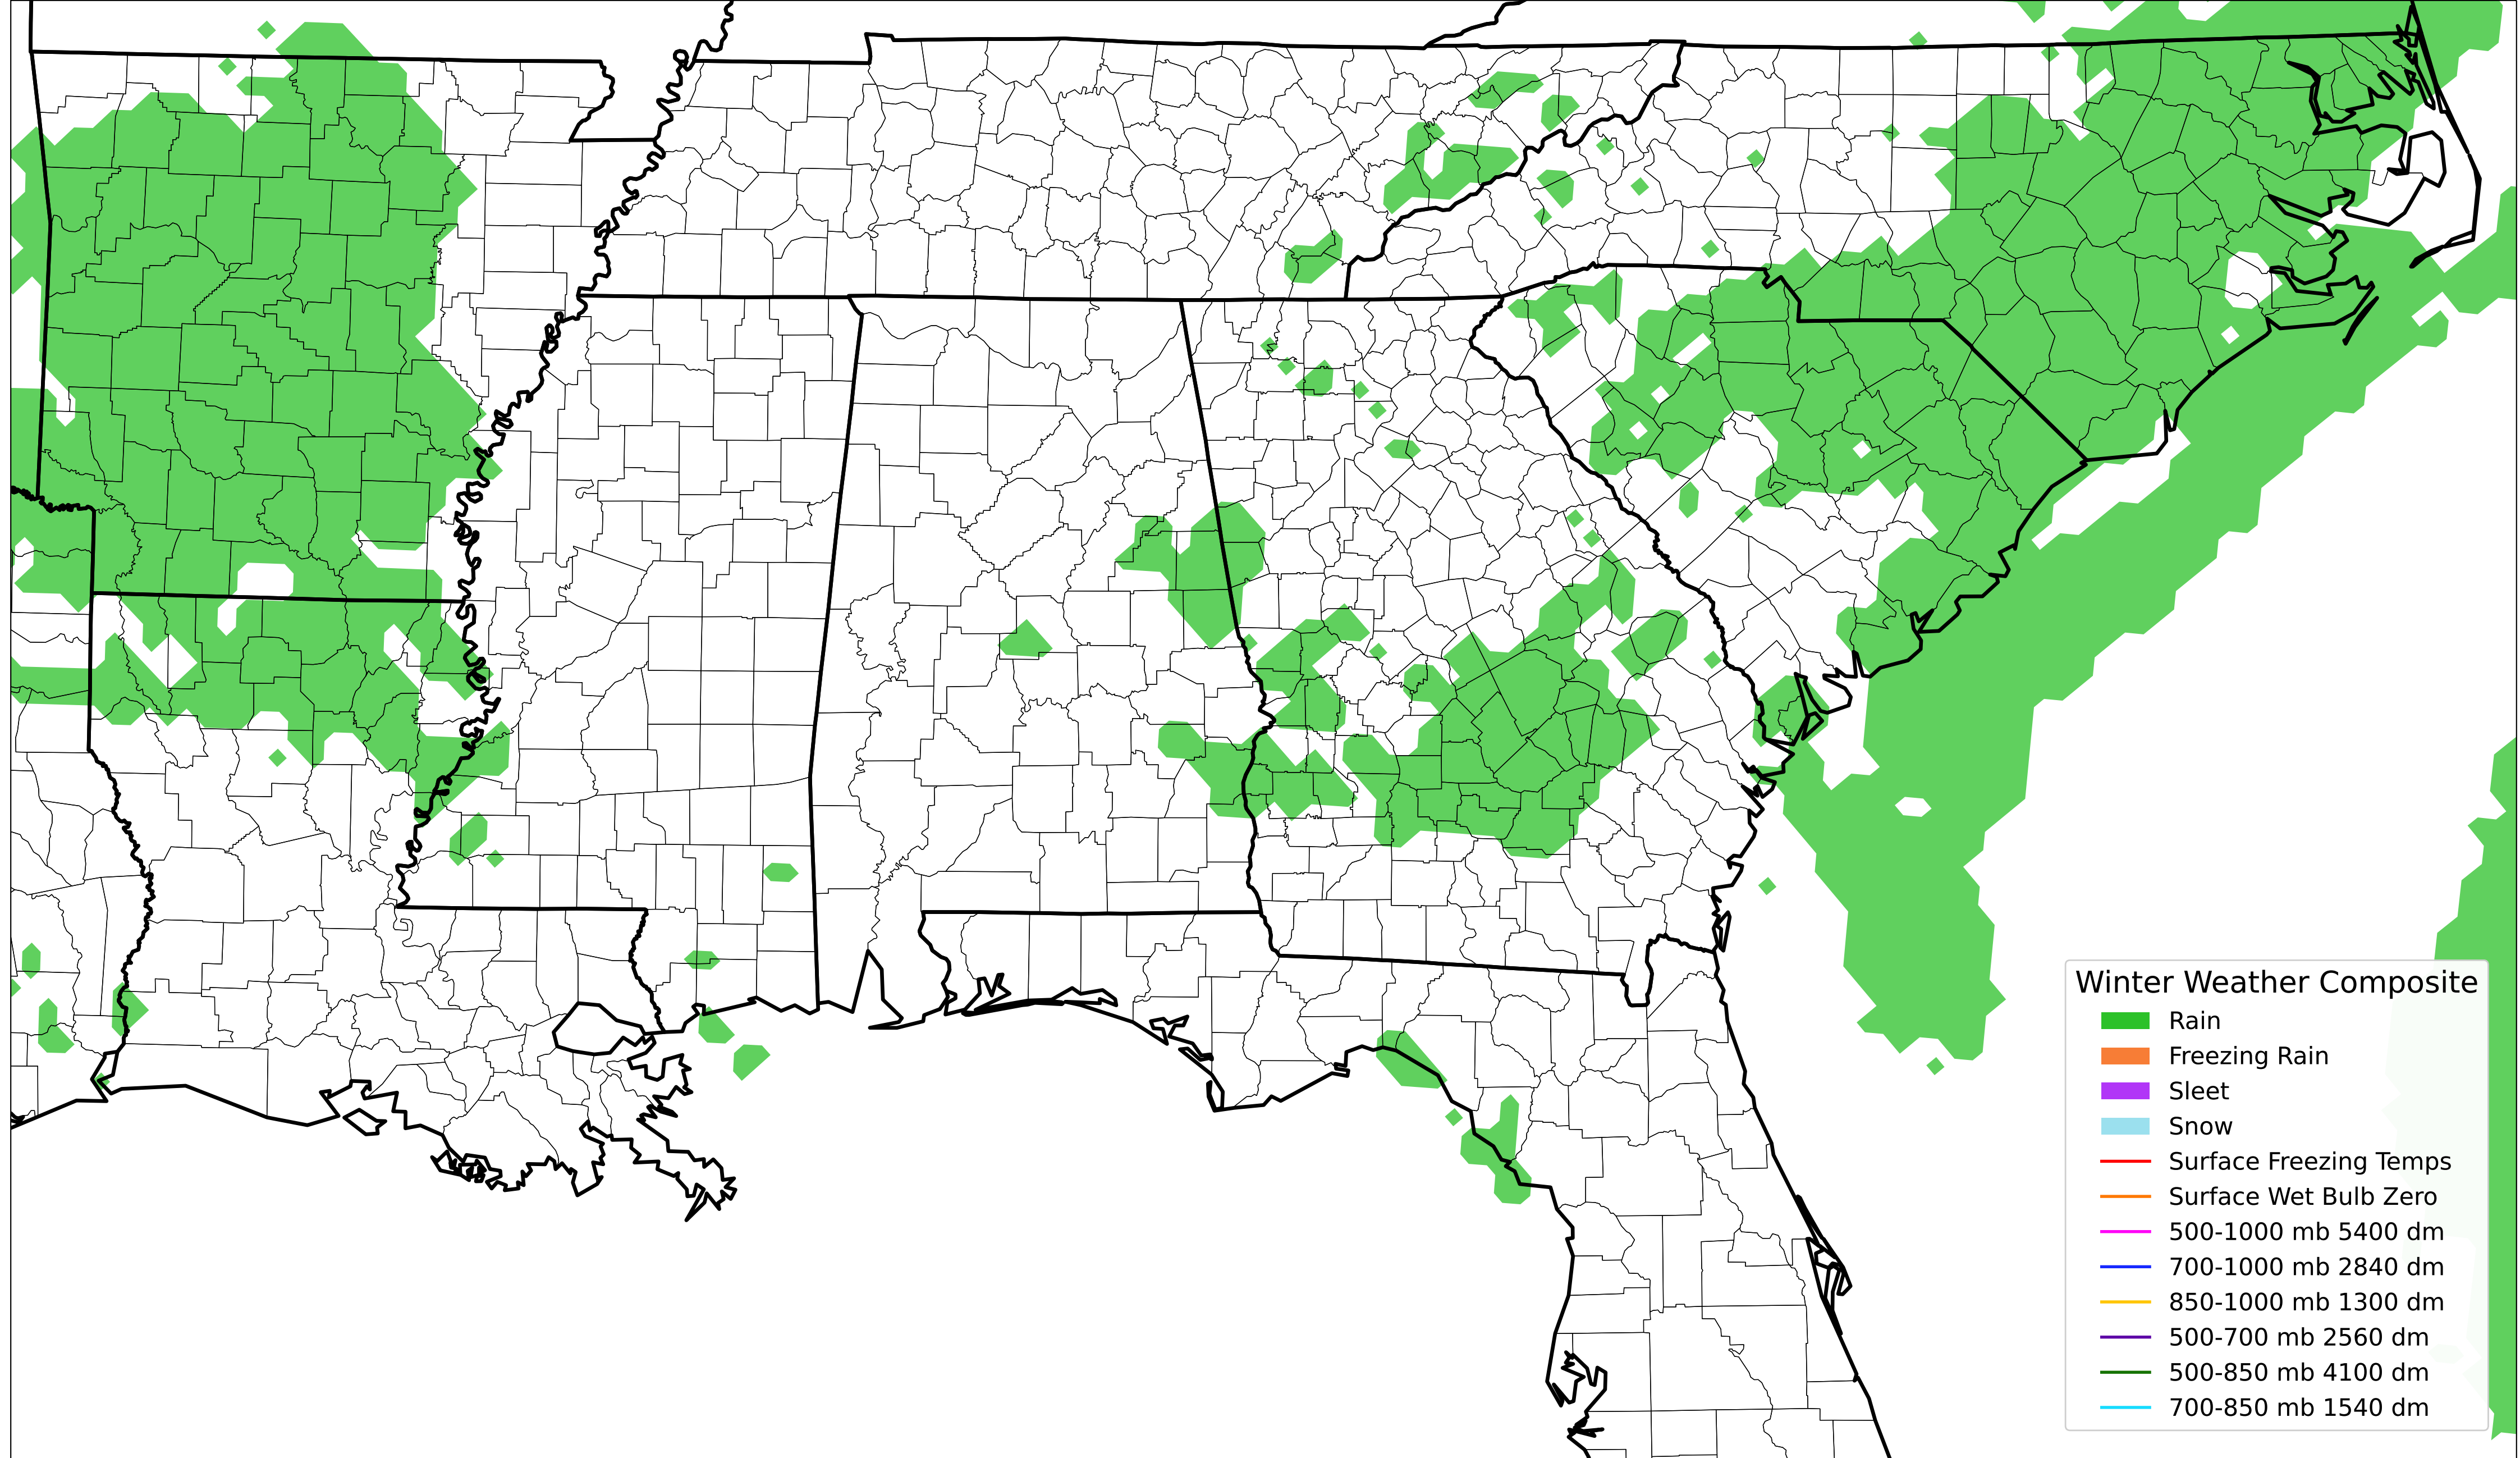 Winter Weather Composite
Rain
Freezing Rain
Sleet
Snow
Surface Freezing Temps
Surface Wet Bulb Zero
500-1000 mb 5400 dm
700-1000 mb 2840 dm
850-1000 mb 1300 dm
500-700 mb 2560 dm
500-850 mb 4100 dm
700-850 mb 1540 dm